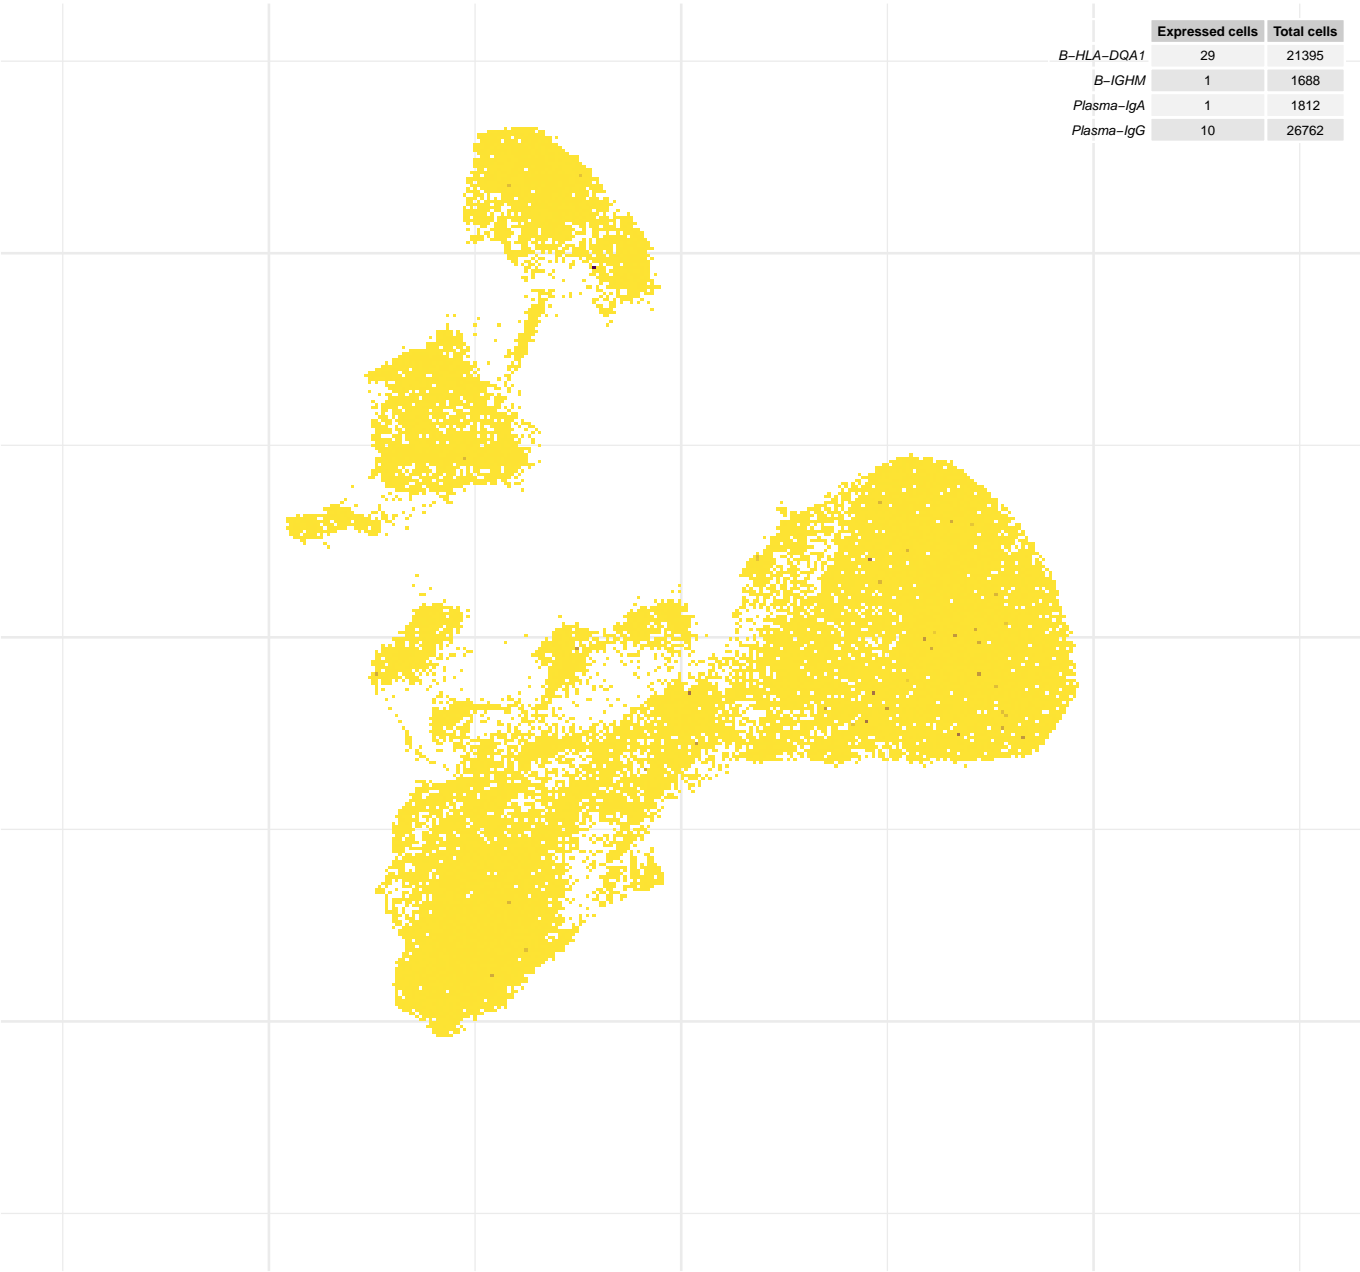 Expressed cells Total cells
B−HLA−DQA1 29 21395
B−IGHM 1 1688
Plasma−IgA 1 1812
Plasma−IgG 10 26762